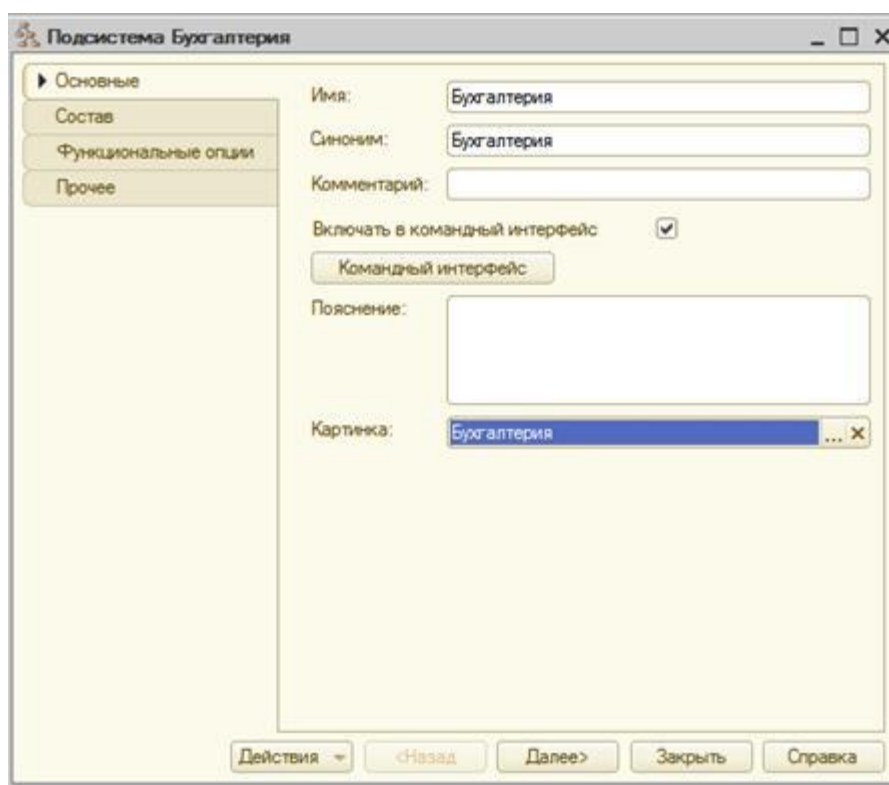 Подсистема Бухгалтерия
Основные
Состав
Функциональные опции
Прочее
Имя: Бухгалтерия
Синоним: Бухгалтерия
Комментарий:
Включать в командный интерфейс
Командный интерфейс
Пояснение:
Картинка: Бухгалтерия ...
Действия <Назад Далее> Закрыть Справка